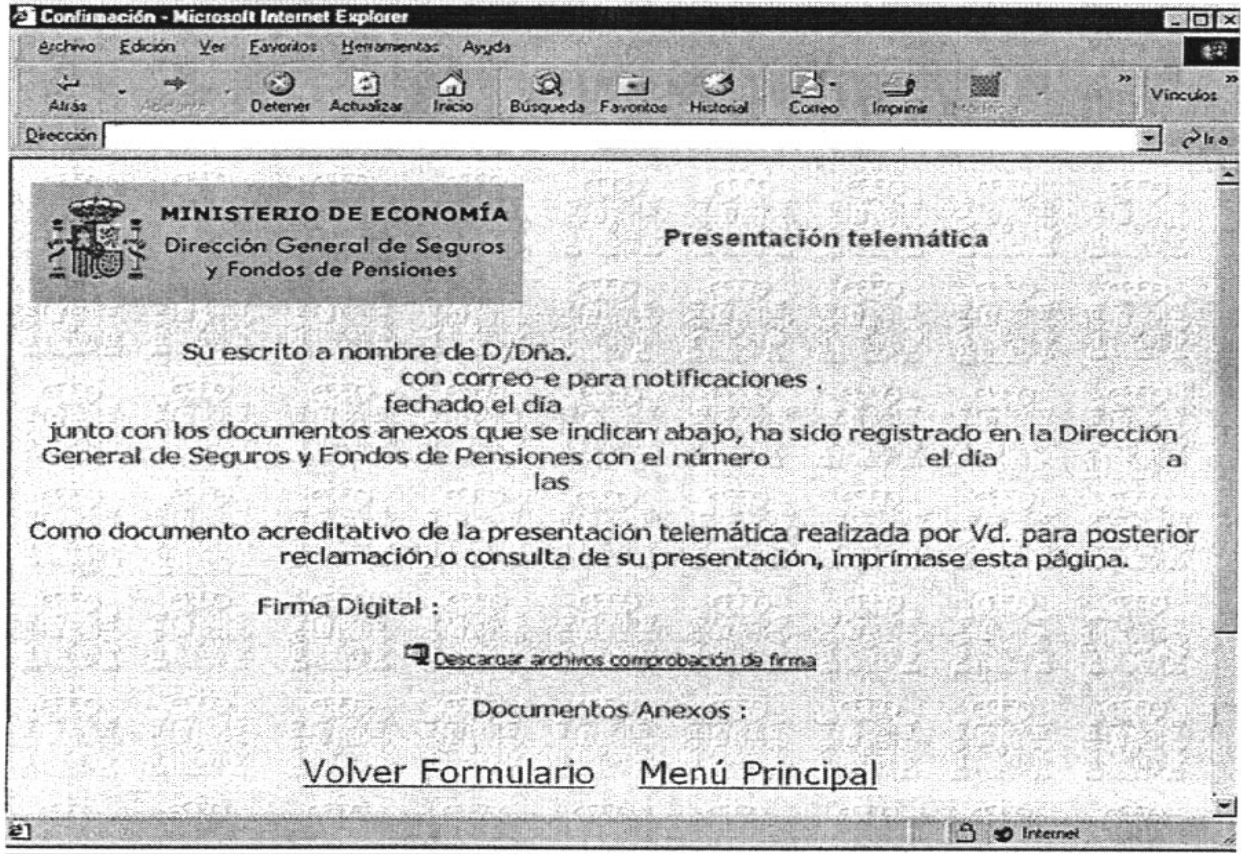 Confirmación - Microsoft Internet Explorer
Archivo Edición Ver Favoritos Herramientas Ayuda
Atrás Adelante Detener Actualizar Inicio Búsqueda Favoritos Historial Correo Imprimir » Vínculos »
Dirección Ir a
MINISTERIO DE ECONOMÍA
Dirección General de Seguros
y Fondos de Pensiones
Presentación telemática
Su escrito a nombre de D/Dña.
con correo-e para notificaciones .
fechado el día
junto con los documentos anexos que se indican abajo, ha sido registrado en la Dirección
General de Seguros y Fondos de Pensiones con el número el día a
las
Como documento acreditativo de la presentación telemática realizada por Vd. para posterior
reclamación o consulta de su presentación, imprímase esta página.
Firma Digital :
Descargar archivos comprobación de firma
Documentos Anexos :
Volver Formulario Menú Principal
Internet